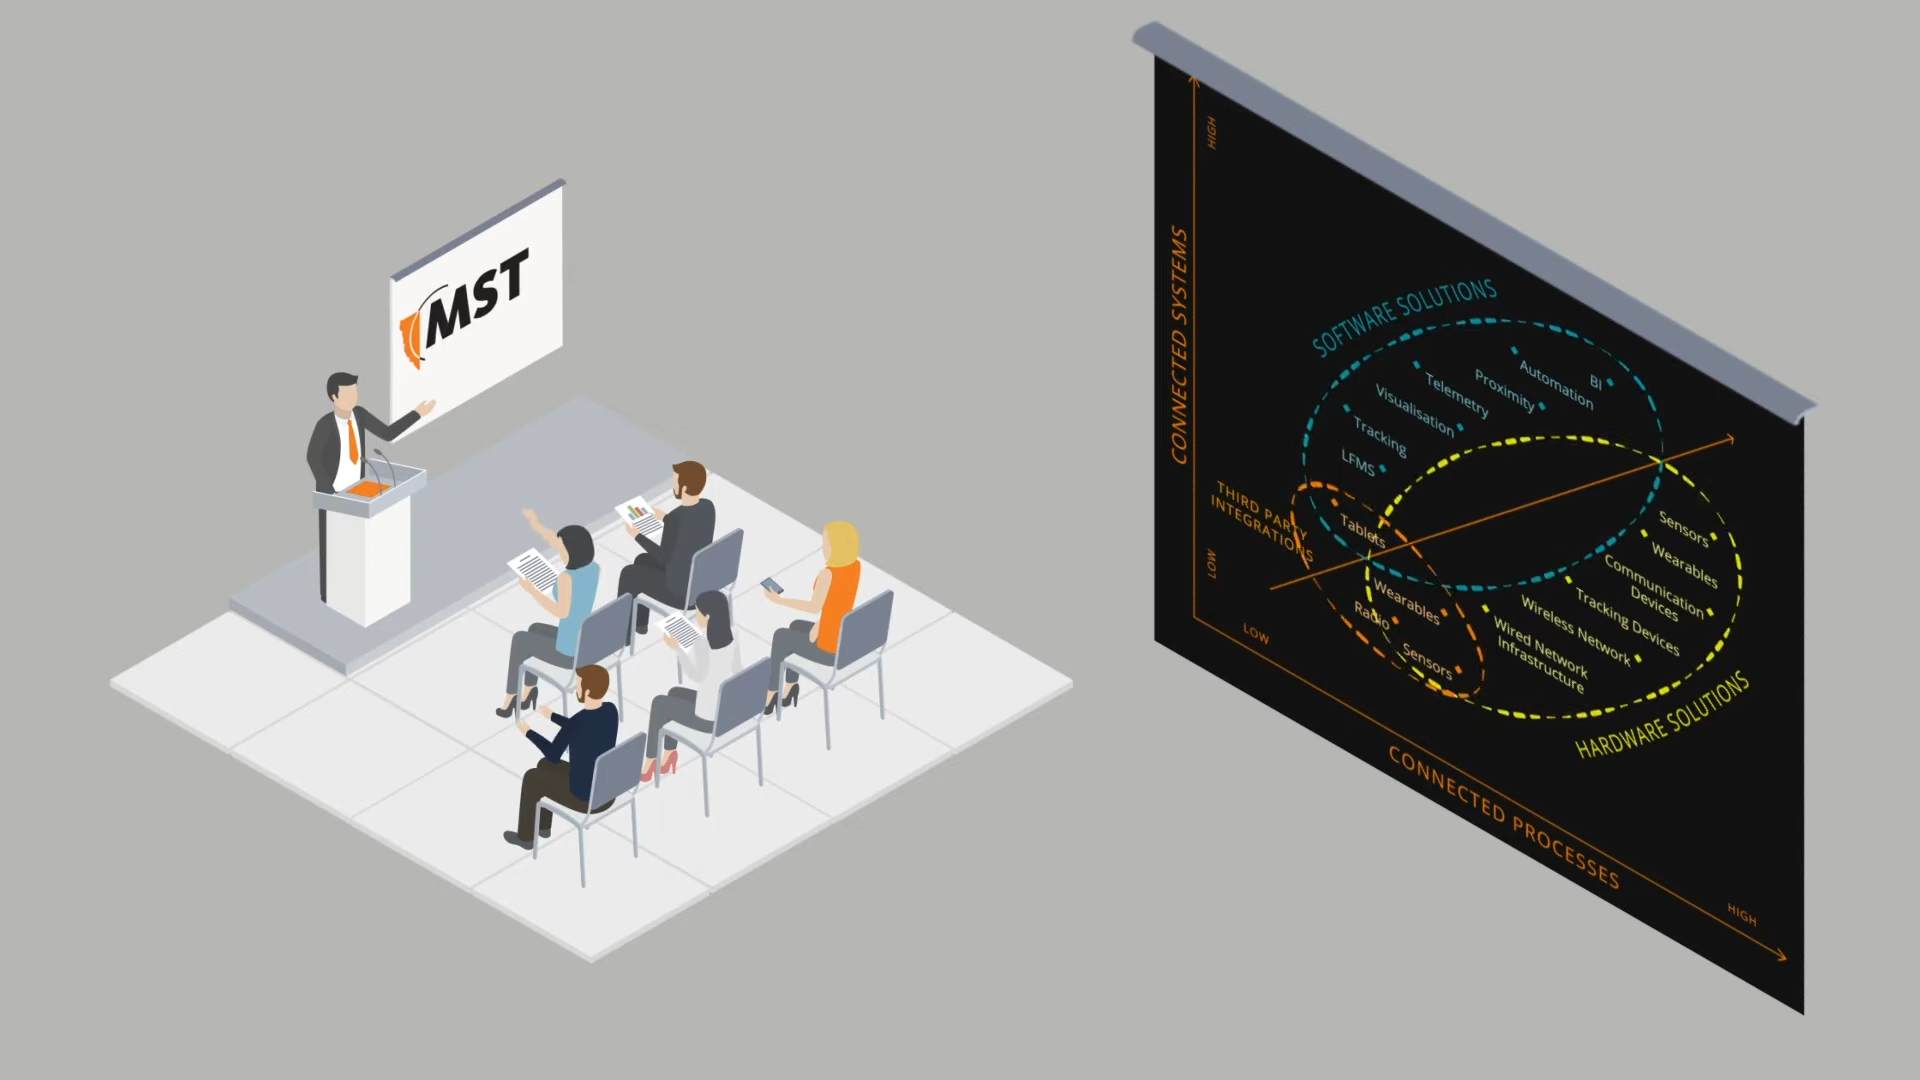 MST
HIGH
CONNECTED SYSTEMS
SOFTWARE SOLUTIONS
BI
Automation
Proximity
Telemetry
Visualisation
Tracking
LFMS
THIRD PARTY
INTEGRATIONS
Tablets
Wearables
Radio
Sensors
Sensors
Wearables
Communication
Devices
Tracking Devices
Wireless Network
Wired Network
Infrastructure
HARDWARE SOLUTIONS
LOW
LOW
CONNECTED PROCESSES
HIGH